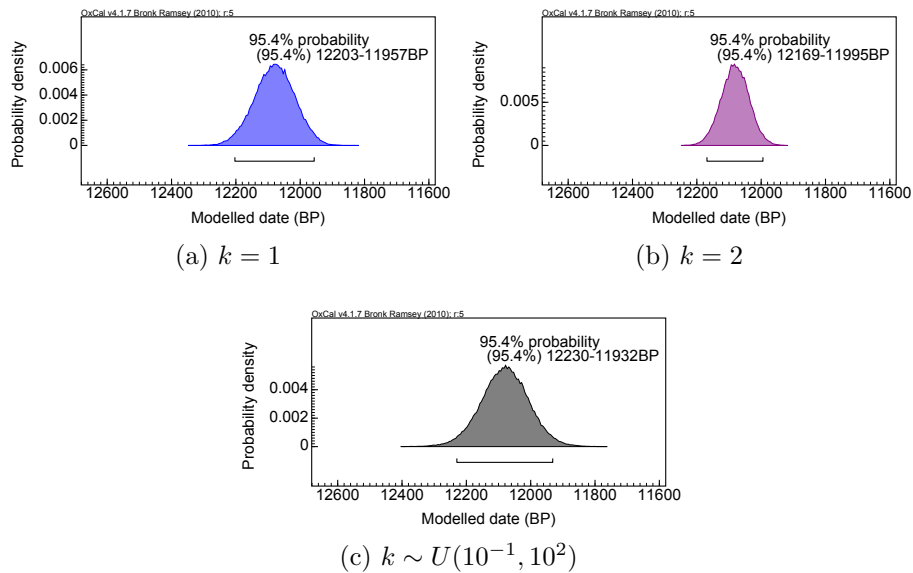 OxCal v4.1.7 Bronk Ramsey (2010); r:5
95.4% probability
(95.4%) 12203-11957BP
Probability density
0.006
0.004
0.002
0
12600 12400 12200 12000 11800 11600
Modelled date (BP)
(a) k = 1
OxCal v4.1.7 Bronk Ramsey (2010); r:5
95.4% probability
(95.4%) 12169-11995BP
Probability density
0.005
0
12600 12400 12200 12000 11800 11600
Modelled date (BP)
(b) k = 2
OxCal v4.1.7 Bronk Ramsey (2010); r:5
95.4% probability
(95.4%) 12230-11932BP
Probability density
0.004
0.002
0
12600 12400 12200 12000 11800 11600
Modelled date (BP)
(c) k ∼ U(10⁻¹, 10²)